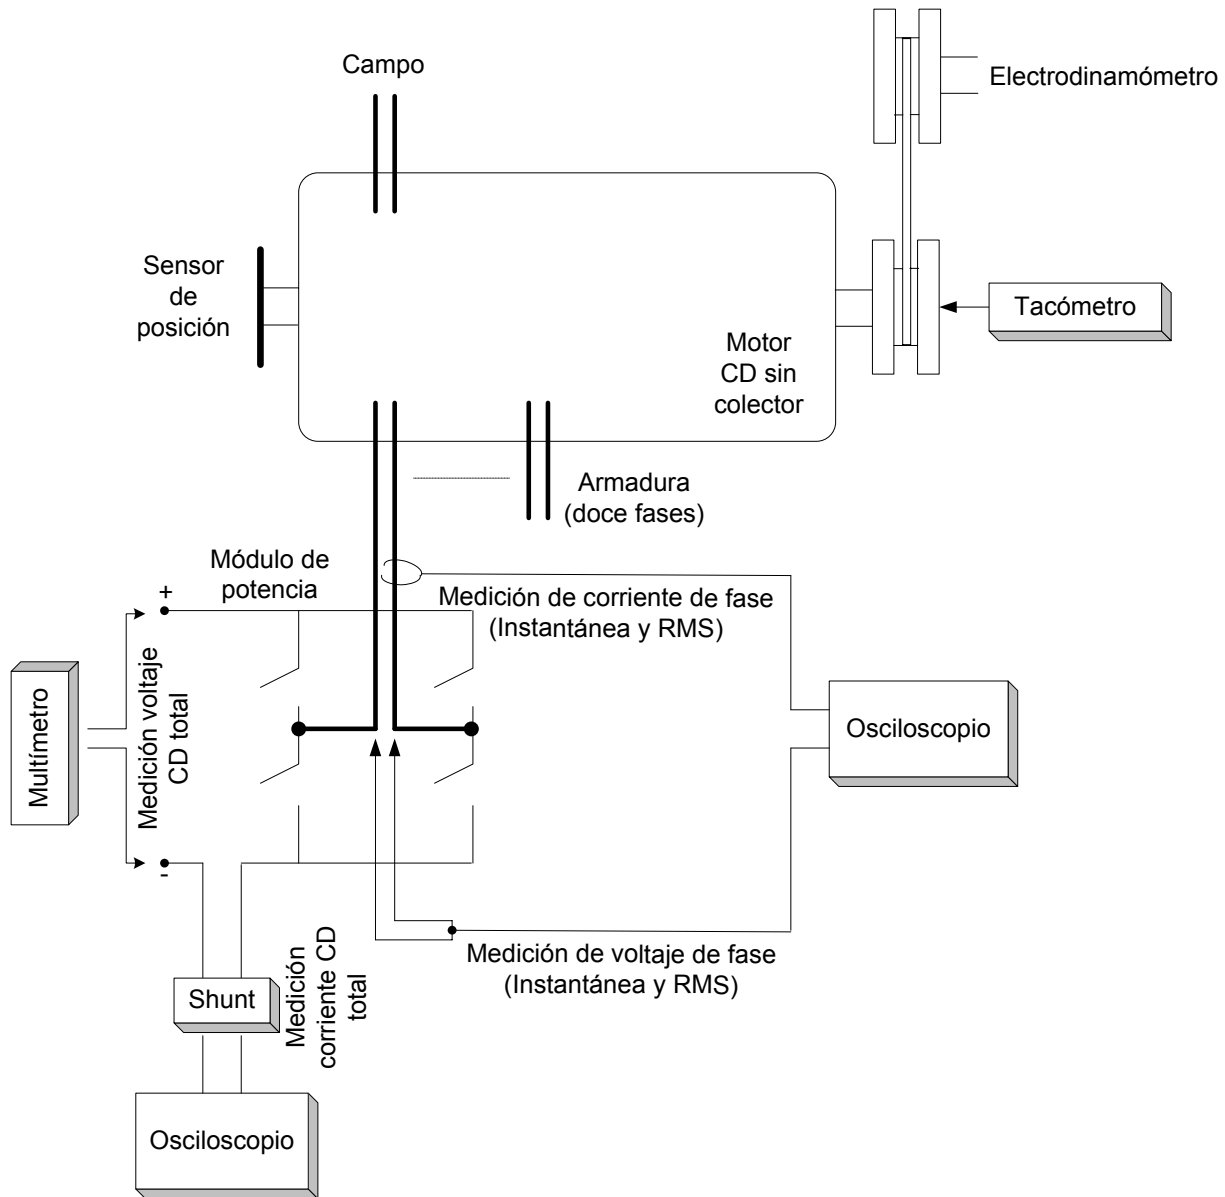 Campo
Electrodinamómetro
Sensor
de
posición
Tacómetro
Motor
CD sin
colector
Armadura
(doce fases)
Módulo de
potencia
Medición de corriente de fase
(Instantánea y RMS)
+
-
Multímetro
Medición voltaje
CD total
Osciloscopio
Medición de voltaje de fase
(Instantánea y RMS)
Shunt
Medición
corriente CD
total
Osciloscopio